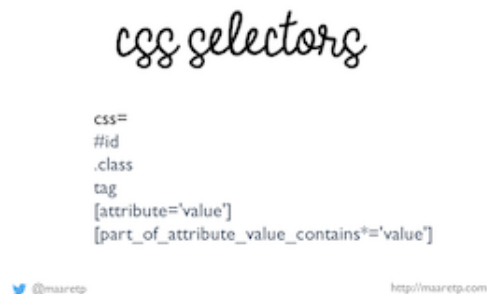 css selectors
css=
#id
.class
tag
[attribute='value']
[part_of_attribute_value_contains*='value']
@maaretp
http://maaretp.com